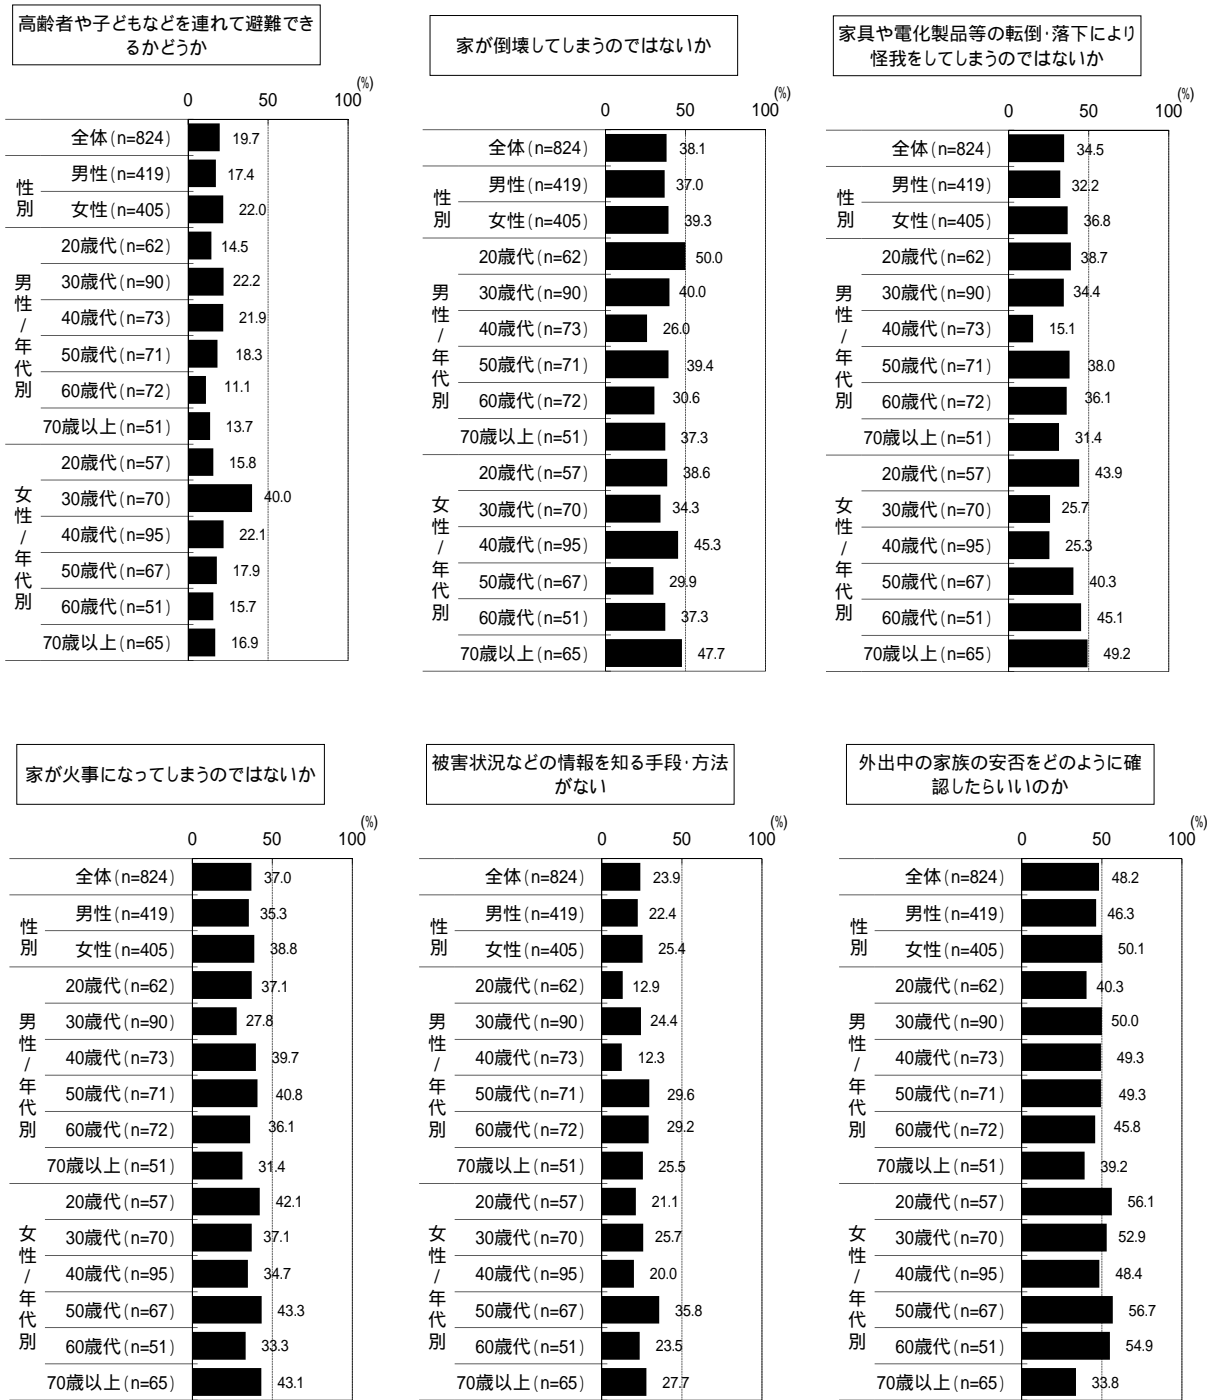 高齢者や子どもなどを連れて避難でき
るかどうか
(%)
0 50 100
全体(n=824) 19.7
性別
男性(n=419) 17.4
女性(n=405) 22.0
男性/年代別
20歳代(n=62) 14.5
30歳代(n=90) 22.2
40歳代(n=73) 21.9
50歳代(n=71) 18.3
60歳代(n=72) 11.1
70歳以上(n=51) 13.7
女性/年代別
20歳代(n=57) 15.8
30歳代(n=70) 40.0
40歳代(n=95) 22.1
50歳代(n=67) 17.9
60歳代(n=51) 15.7
70歳以上(n=65) 16.9
家が倒壊してしまうのではないか
(%)
0 50 100
全体(n=824) 38.1
性別
男性(n=419) 37.0
女性(n=405) 39.3
男性/年代別
20歳代(n=62) 50.0
30歳代(n=90) 40.0
40歳代(n=73) 26.0
50歳代(n=71) 39.4
60歳代(n=72) 30.6
70歳以上(n=51) 37.3
女性/年代別
20歳代(n=57) 38.6
30歳代(n=70) 34.3
40歳代(n=95) 45.3
50歳代(n=67) 29.9
60歳代(n=51) 37.3
70歳以上(n=65) 47.7
家具や電化製品等の転倒・落下により
怪我をしてしまうのではないか
(%)
0 50 100
全体(n=824) 34.5
性別
男性(n=419) 32.2
女性(n=405) 36.8
男性/年代別
20歳代(n=62) 38.7
30歳代(n=90) 34.4
40歳代(n=73) 15.1
50歳代(n=71) 38.0
60歳代(n=72) 36.1
70歳以上(n=51) 31.4
女性/年代別
20歳代(n=57) 43.9
30歳代(n=70) 25.7
40歳代(n=95) 25.3
50歳代(n=67) 40.3
60歳代(n=51) 45.1
70歳以上(n=65) 49.2
家が火事になってしまうのではないか
(%)
0 50 100
全体(n=824) 37.0
性別
男性(n=419) 35.3
女性(n=405) 38.8
男性/年代別
20歳代(n=62) 37.1
30歳代(n=90) 27.8
40歳代(n=73) 39.7
50歳代(n=71) 40.8
60歳代(n=72) 36.1
70歳以上(n=51) 31.4
女性/年代別
20歳代(n=57) 42.1
30歳代(n=70) 37.1
40歳代(n=95) 34.7
50歳代(n=67) 43.3
60歳代(n=51) 33.3
70歳以上(n=65) 43.1
被害状況などの情報を知る手段・方法
がない
(%)
0 50 100
全体(n=824) 23.9
性別
男性(n=419) 22.4
女性(n=405) 25.4
男性/年代別
20歳代(n=62) 12.9
30歳代(n=90) 24.4
40歳代(n=73) 12.3
50歳代(n=71) 29.6
60歳代(n=72) 29.2
70歳以上(n=51) 25.5
女性/年代別
20歳代(n=57) 21.1
30歳代(n=70) 25.7
40歳代(n=95) 20.0
50歳代(n=67) 35.8
60歳代(n=51) 23.5
70歳以上(n=65) 27.7
外出中の家族の安否をどのように確
認したらいいのか
(%)
0 50 100
全体(n=824) 48.2
性別
男性(n=419) 46.3
女性(n=405) 50.1
男性/年代別
20歳代(n=62) 40.3
30歳代(n=90) 50.0
40歳代(n=73) 49.3
50歳代(n=71) 49.3
60歳代(n=72) 45.8
70歳以上(n=51) 39.2
女性/年代別
20歳代(n=57) 56.1
30歳代(n=70) 52.9
40歳代(n=95) 48.4
50歳代(n=67) 56.7
60歳代(n=51) 54.9
70歳以上(n=65) 33.8